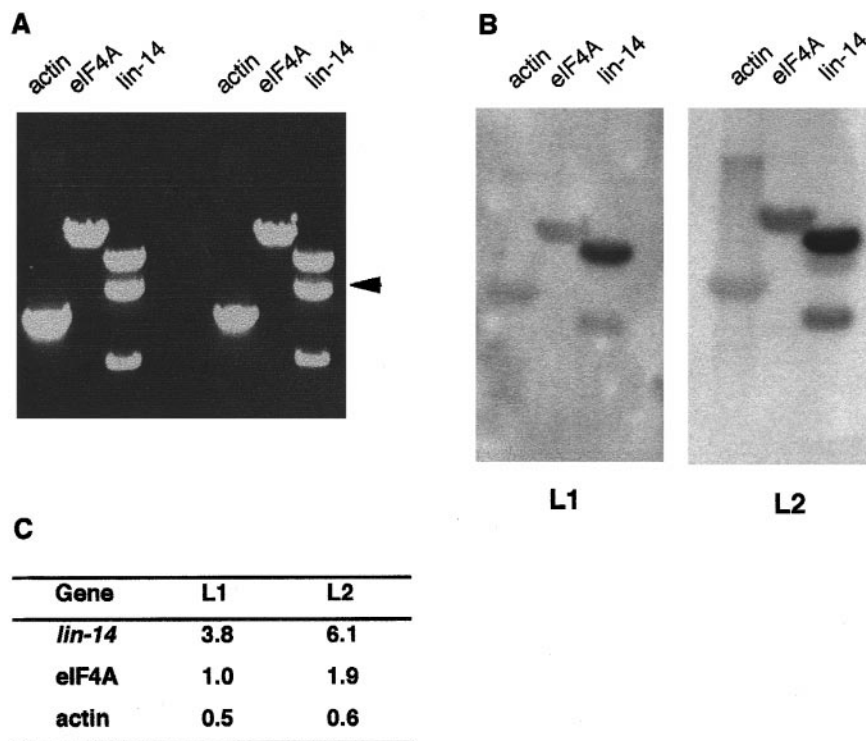 A
actin eIF4A lin-14 actin eIF4A lin-14
B
actin eIF4A lin-14 actin eIF4A lin-14
L1 L2
C
Gene L1 L2
lin-14 3.8 6.1
eIF4A 1.0 1.9
actin 0.5 0.6